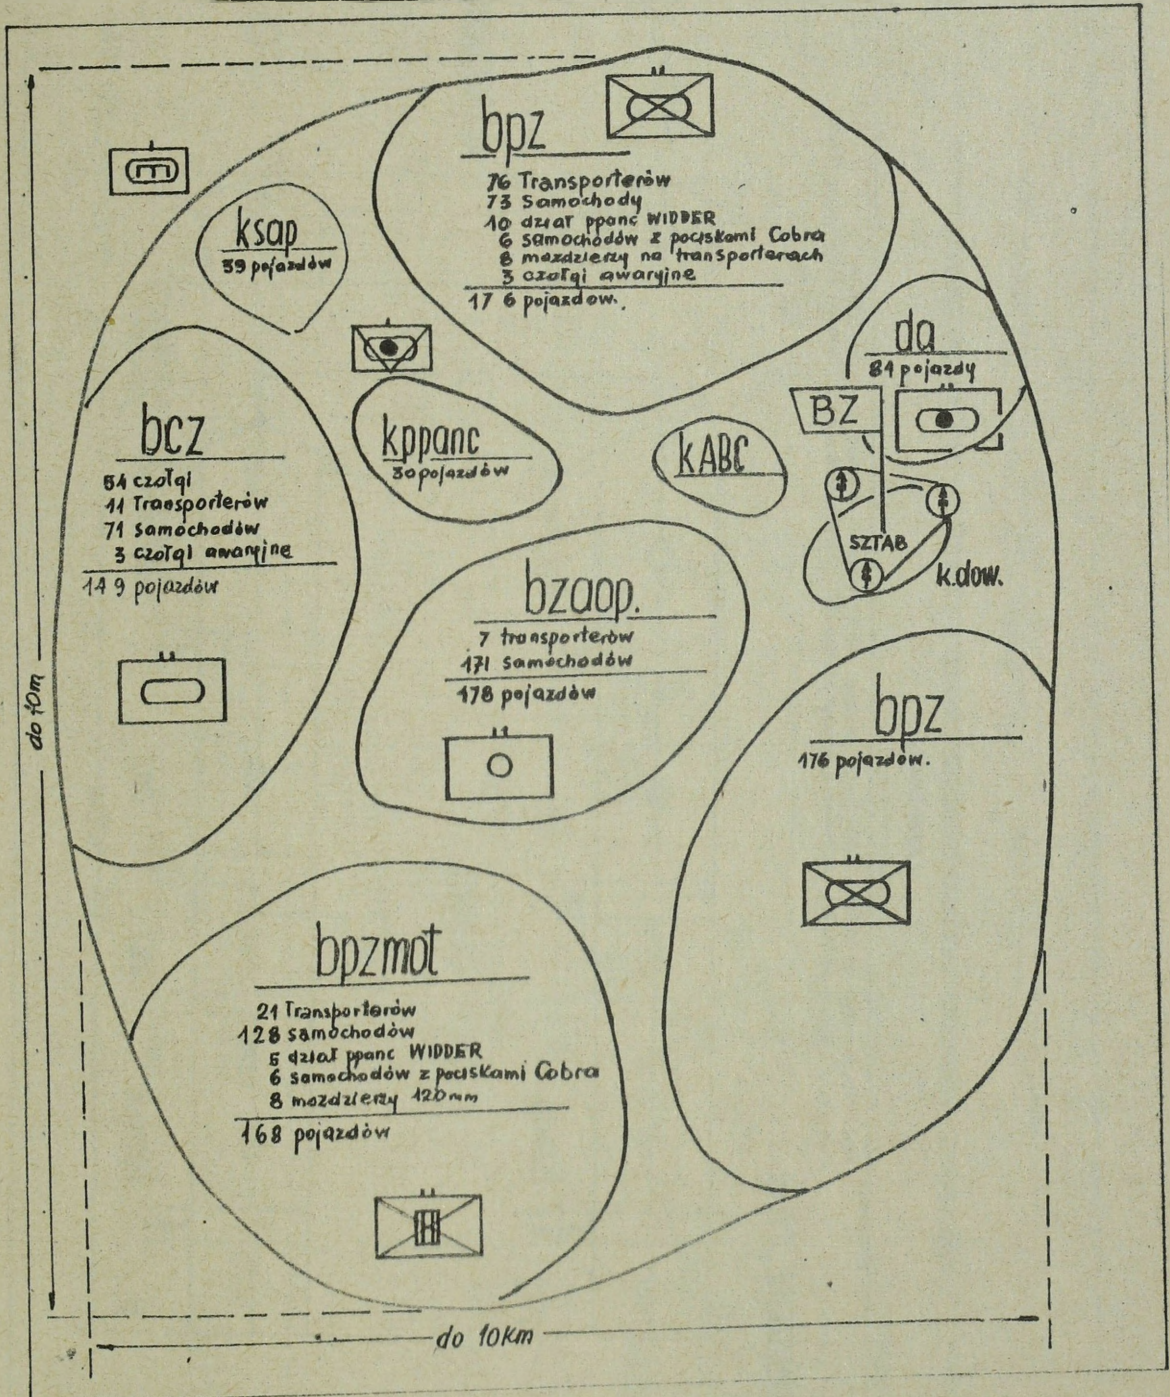 bpz
76 Transporterów
73 Samochody
10 dział ppanc WIDDER
6 samochodów z pociskami Cobra
8 mozdzierzy na transporterach
3 czołgi awaryjne
17 6 pojazdow.
ksap
59 pojazdów
da
81 pojazdy
BZ
bcz
54 czołgi
11 Transporterów
71 samochodów
3 czołgi awaryjne
14 9 pojazdów
kppanc
30 pojazdów
kABC
SZTAB
k.dow.
bzaop.
7 transporterów
171 samochodów
178 pojazdów
bpz
176 pojazdów.
do 10m
bpzmot
21 Transporterów
128 samochodów
5 dział ppanc WIDDER
6 samochodów z pociskami Cobra
8 mozdzierzy 120mm
168 pojazdów
do 10km